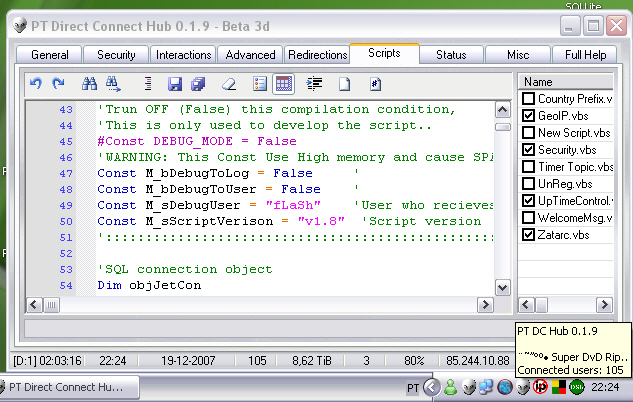 SQLLite
PT Direct Connect Hub 0.1.9 - Beta 3d
General Security Interactions Advanced Redirections Scripts Status Misc Full Help
Name
43 'Trun OFF (False) this compilation condition,
44 'This is only used to develop the script..
45 #Const DEBUG_MODE = False
46 'WARNING: This Const Use High memory and cause SPA
47 Const M_bDebugToLog = False '
48 Const M_bDebugToUser = False '
49 Const M_sDebugUser = "fLaSh" 'User who recieves
50 Const M_sScriptVerison = "v1.8" 'Script version
51 '::::::::::::::::::::::::::::::::::::::::::::::::
52
53 'SQL connection object
54 Dim objJetCon
Country Prefix.v
GeoIP.vbs
New Script.vbs
Security.vbs
Timer Topic.vbs
UnReg.vbs
UpTimeControl.
WelcomeMsg.v
Zatarc.vbs
[D:1] 02:03:16 22:24 19-12-2007 105 8,62 TiB 3 80% 85.244.10.88
PT DC Hub 0.1.9
Super DvD Rip..
Connected users: 105
PT Direct Connect Hu... PT 22:24